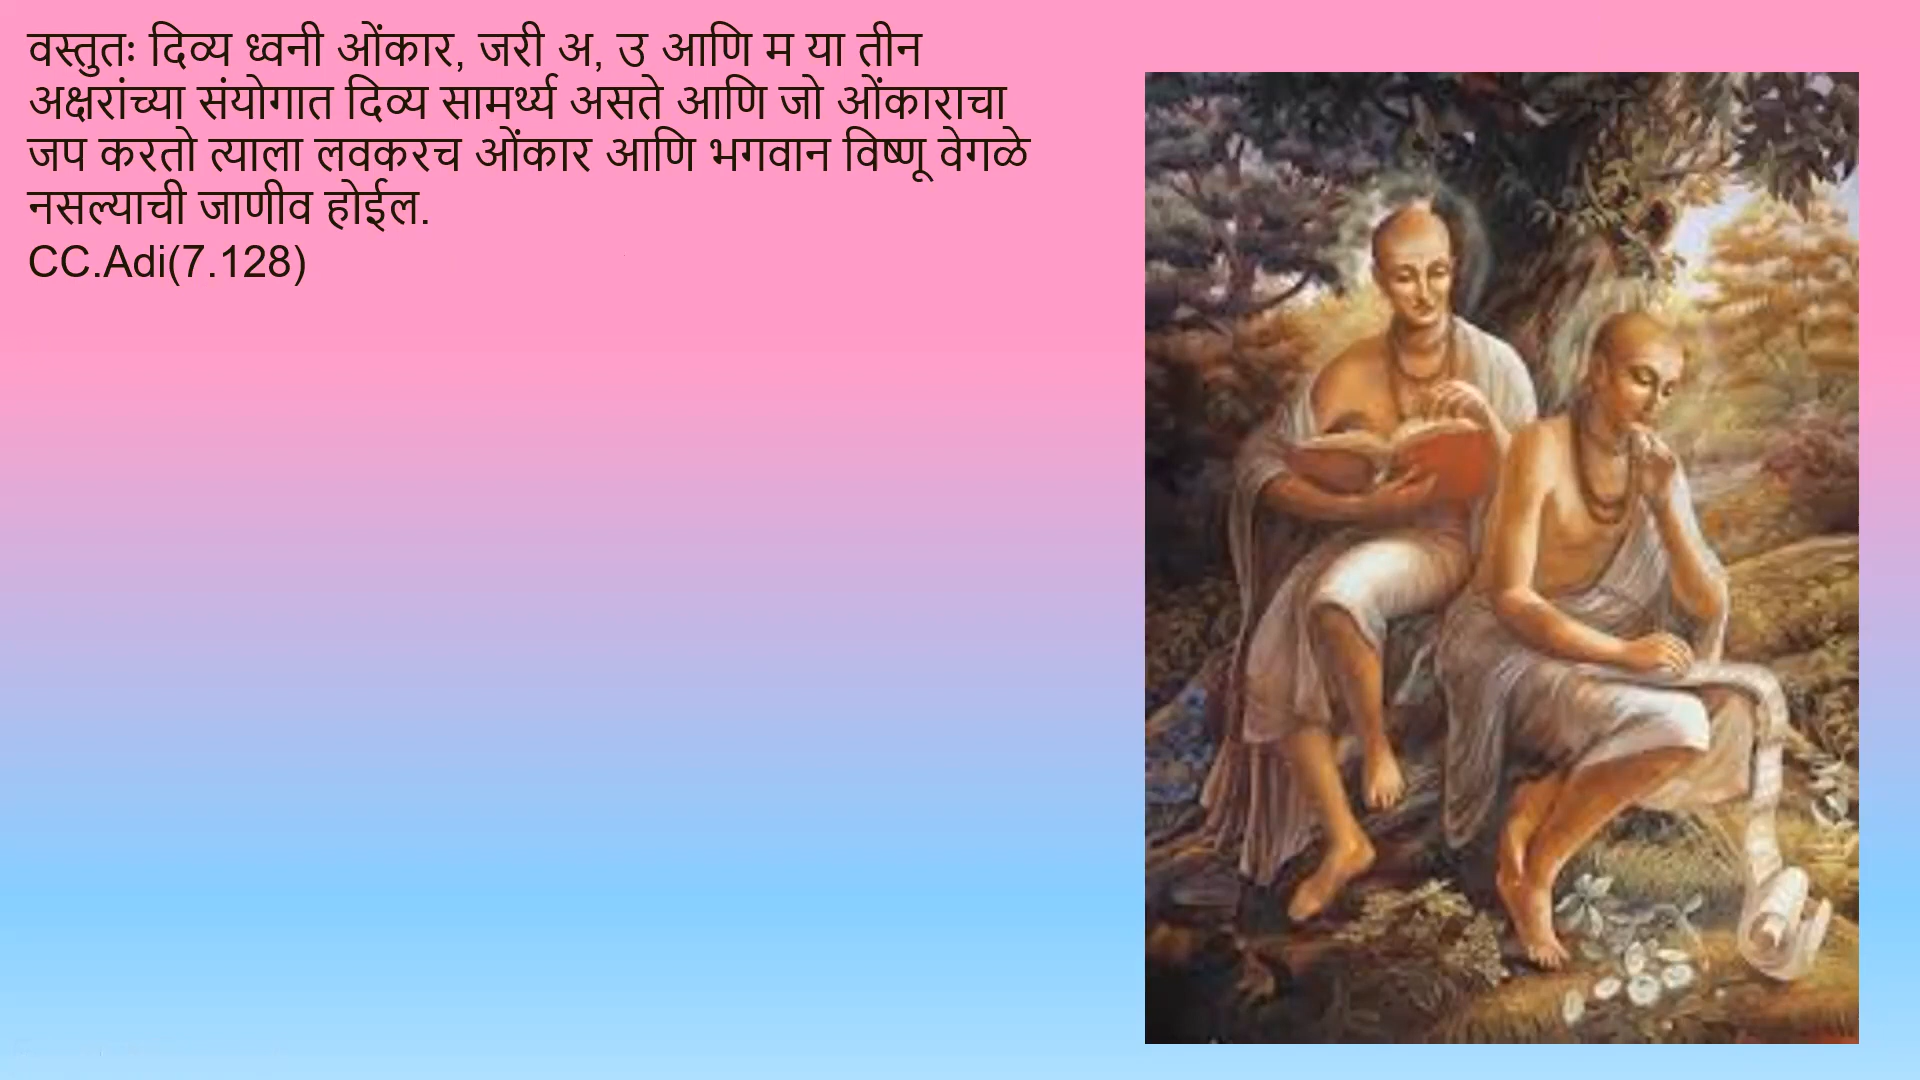 वस्तुतः दिव्य ध्वनी ओंकार, जरी अ, उ आणि म या तीन
अक्षरांच्या संयोगात दिव्य सामर्थ्य असते आणि जो ओंकाराचा
जप करतो त्याला लवकरच ओंकार आणि भगवान विष्णू वेगळे
नसल्याची जाणीव होईल.
CC.Adi(7.128)